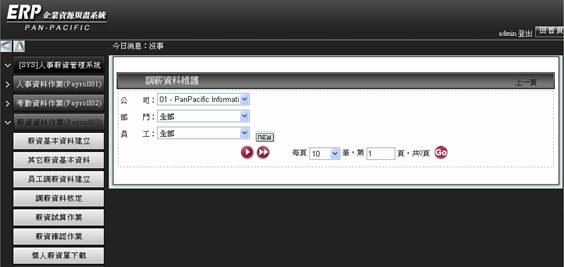 ERP 企業資源規畫系統
PAN-PACIFIC
admin 登出 回首頁
今日消息：沒事
[SYS]人事薪資管理系統
人事資料作業(Payroll01)
考勤資料作業(Payroll02)
薪資資料作業(Payroll03)
薪資基本資料建立
其它薪資基本資料
員工調薪資料建立
調薪資料核定
薪資試算作業
薪資確認作業
個人薪資單下載
調薪資料維護
上一頁
公 司： 01 - PanPacific Informati
部 門： 全部
員 工： 全部
NEW
每頁 10 筆，第 1 頁，共0頁 Go